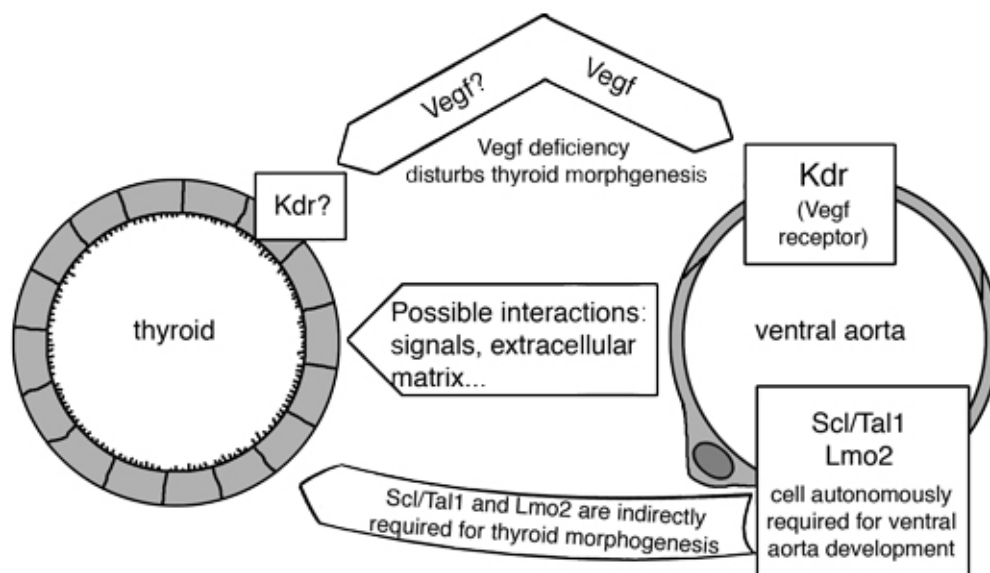 Vegf?
Vegf
Vegf deficiency
disturbs thyroid morphgenesis
Kdr?
Kdr
(Vegf
receptor)
thyroid
Possible interactions:
signals, extracellular
matrix...
ventral aorta
Scl/Tal1
Lmo2
cell autonomously
required for ventral
aorta development
Scl/Tal1 and Lmo2 are indirectly
required for thyroid morphogenesis